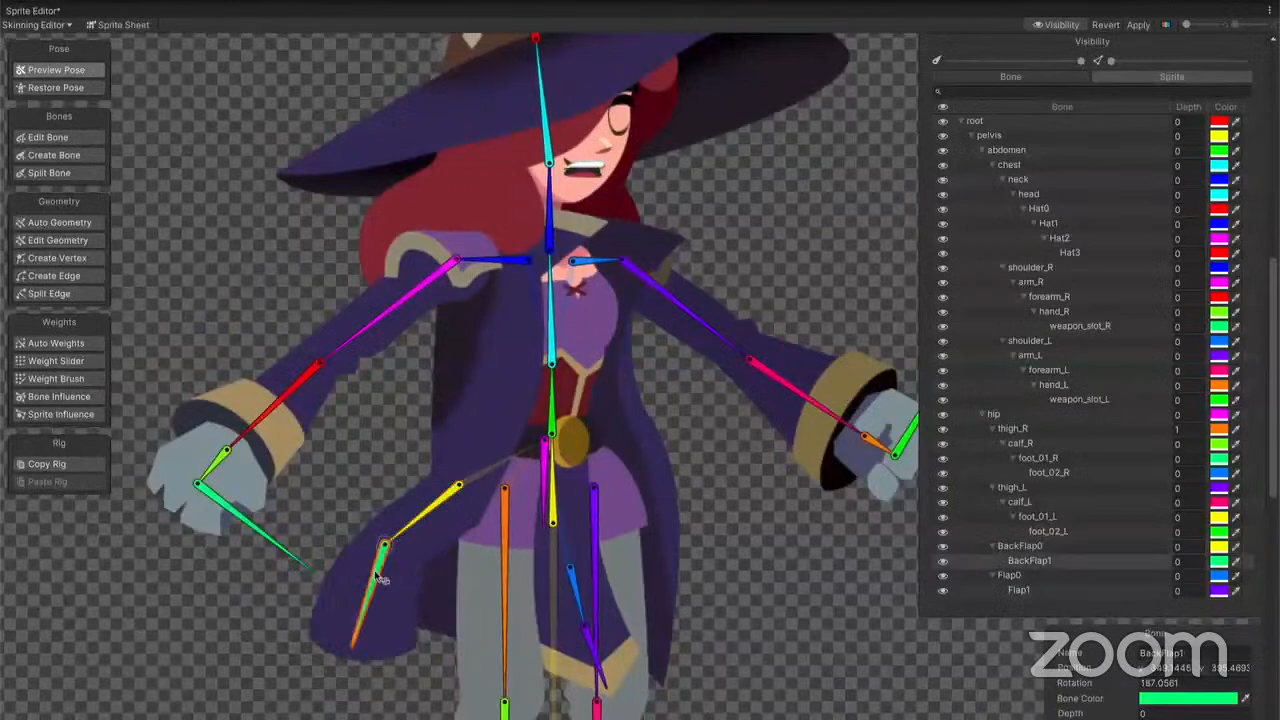 Sprite Editor*
Skinning Editor Sprite Sheet Visibility Revert Apply
Pose
Preview Pose
Restore Pose
Bones
Edit Bone
Create Bone
Split Bone
Geometry
Auto Geometry
Edit Geometry
Create Vertex
Create Edge
Split Edge
Weights
Auto Weights
Weight Slider
Weight Brush
Bone Influence
Sprite Influence
Rig
Copy Rig
Paste Rig
Visibility
Bone Sprite
Bone Depth Color
root 0
pelvis 0
abdomen 0
chest 0
neck 0
head 0
Hat0 0
Hat1 0
Hat2 0
Hat3 0
shoulder_R 0
arm_R 0
forearm_R 0
hand_R 0
weapon_slot_R 0
shoulder_L 0
arm_L 0
forearm_L 0
hand_L 0
weapon_slot_L 0
hip 0
thigh_R 1
calf_R 0
foot_01_R 0
foot_02_R 0
thigh_L 0
calf_L 0
foot_01_L 0
foot_02_L 0
BackFlap0 0
BackFlap1 0
Flap0 0
Flap1 0
Bone
Name BackFlap1
Position
Rotation 187.0561
Bone Color
Depth 0
zoom